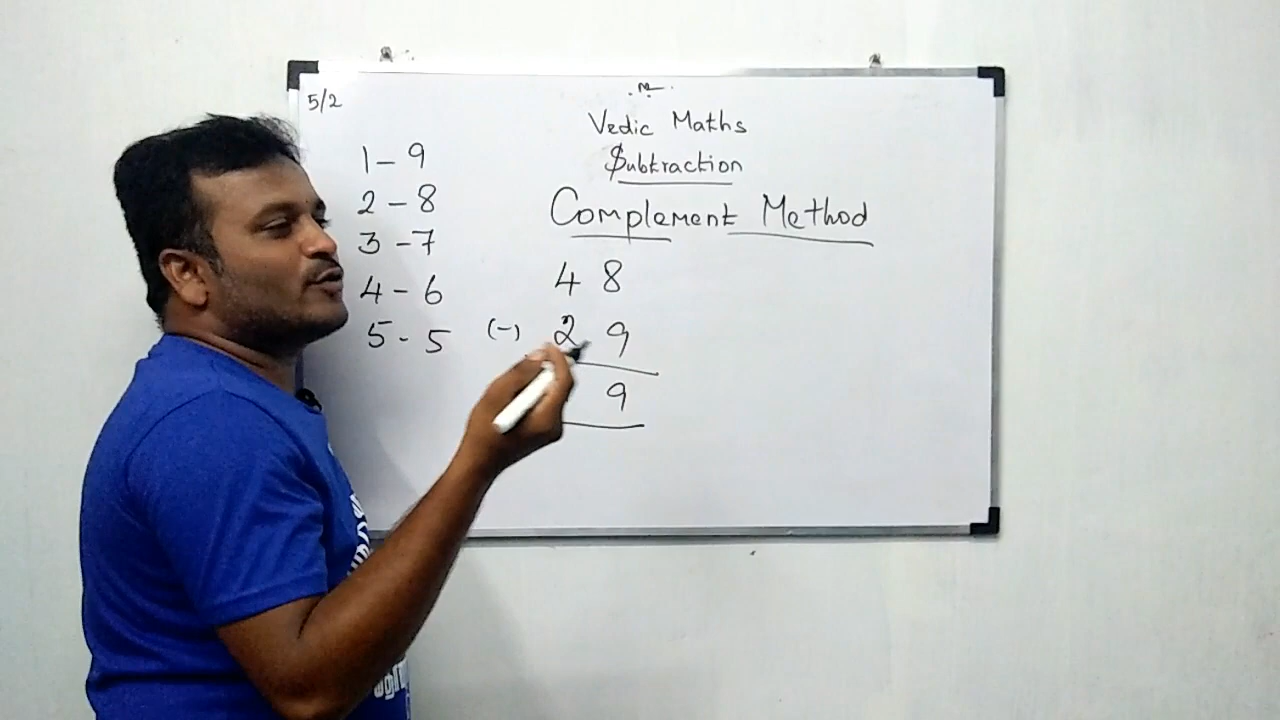 5/2
Vedic Maths
Subtraction
Complement Method
1 - 9
2 - 8
3 - 7
4 - 6
5 - 5
4 8
(-) 2 9
9